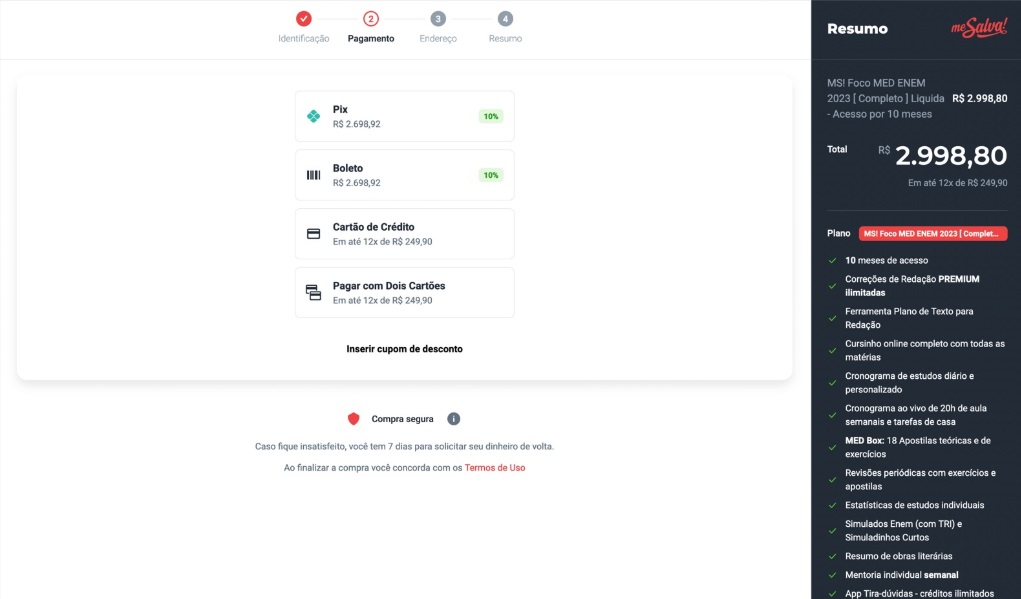 2
3
4
Identificação
Pagamento
Endereço
Resumo
Pix
R$ 2.698,92
10%
Boleto
R$ 2.698,92
10%
Cartão de Crédito
Em até 12x de R$ 249,90
Pagar com Dois Cartões
Em até 12x de R$ 249,90
Inserir cupom de desconto
Compra segura
i
Caso fique insatisfeito, você tem 7 dias para solicitar seu dinheiro de volta.
Ao finalizar a compra você concorda com os Termos de Uso
Resumo
me Salva!
MS! Foco MED ENEM
2023 [ Completo ] Liquida R$ 2.998,80
- Acesso por 10 meses
Total R$ 2.998,80
Em até 12x de R$ 249,90
Plano MS! Foco MED ENEM 2023 [ Complet...
10 meses de acesso
Correções de Redação PREMIUM
ilimitadas
Ferramenta Plano de Texto para
Redação
Cursinho online completo com todas as
matérias
Cronograma de estudos diário e
personalizado
Cronograma ao vivo de 20h de aula
semanais e tarefas de casa
MED Box: 18 Apostilas teóricas e de
exercícios
Revisões periódicas com exercícios e
apostilas
Estatísticas de estudos individuais
Simulados Enem (com TRI) e
Simuladinhos Curtos
Resumo de obras literárias
Mentoria individual semanal
App Tira-dúvidas - créditos ilimitados